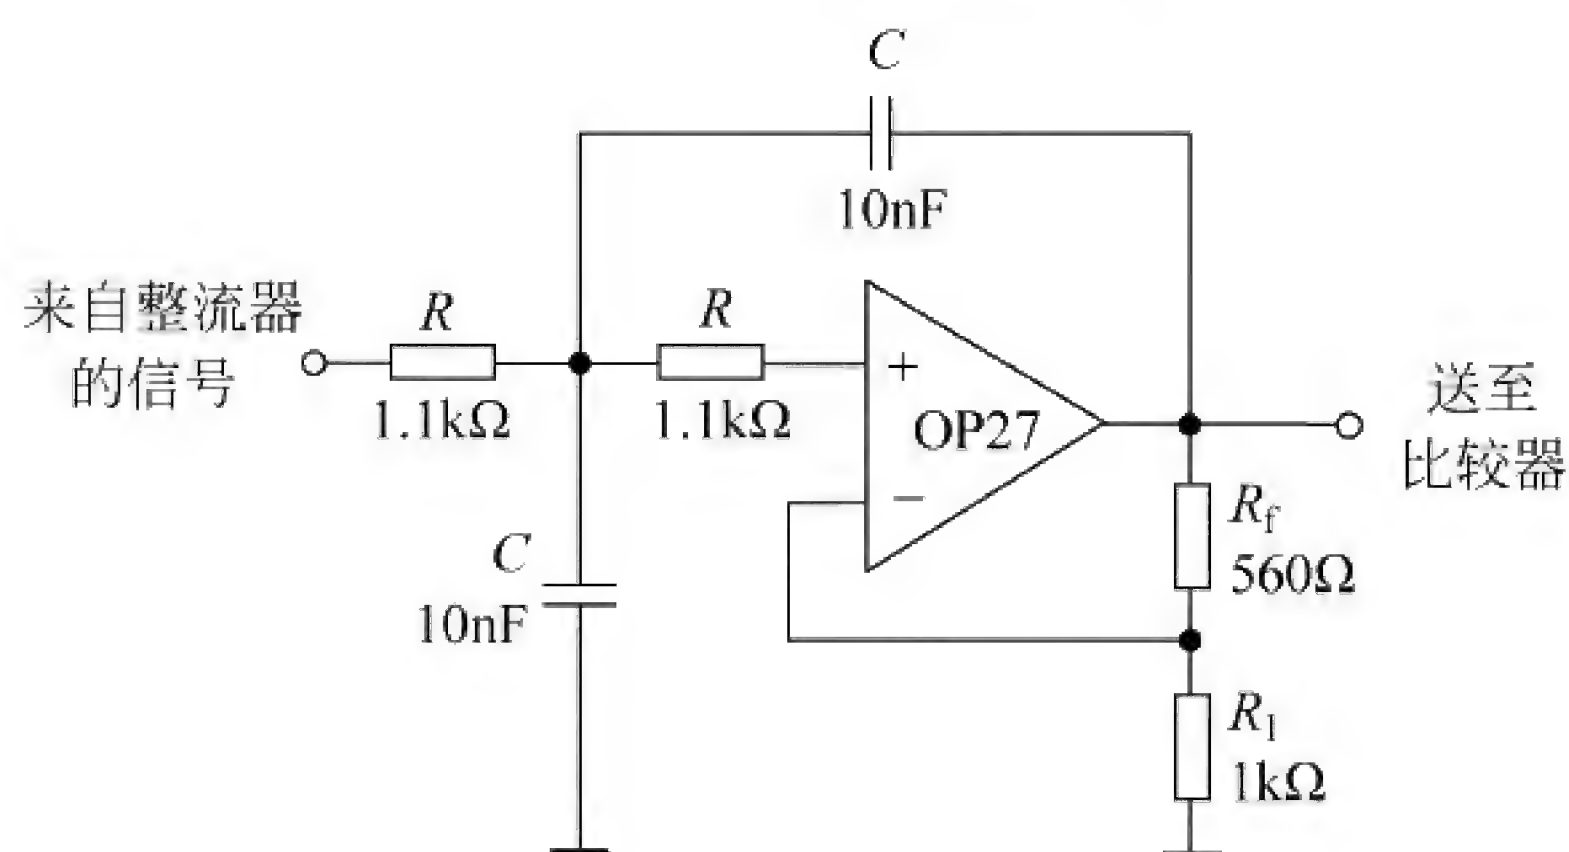 C
10nF
来自整流器
的信号
R
1.1kΩ
R
1.1kΩ
+
OP27
−
送至
比较器
Rf
560Ω
C
10nF
R1
1kΩ